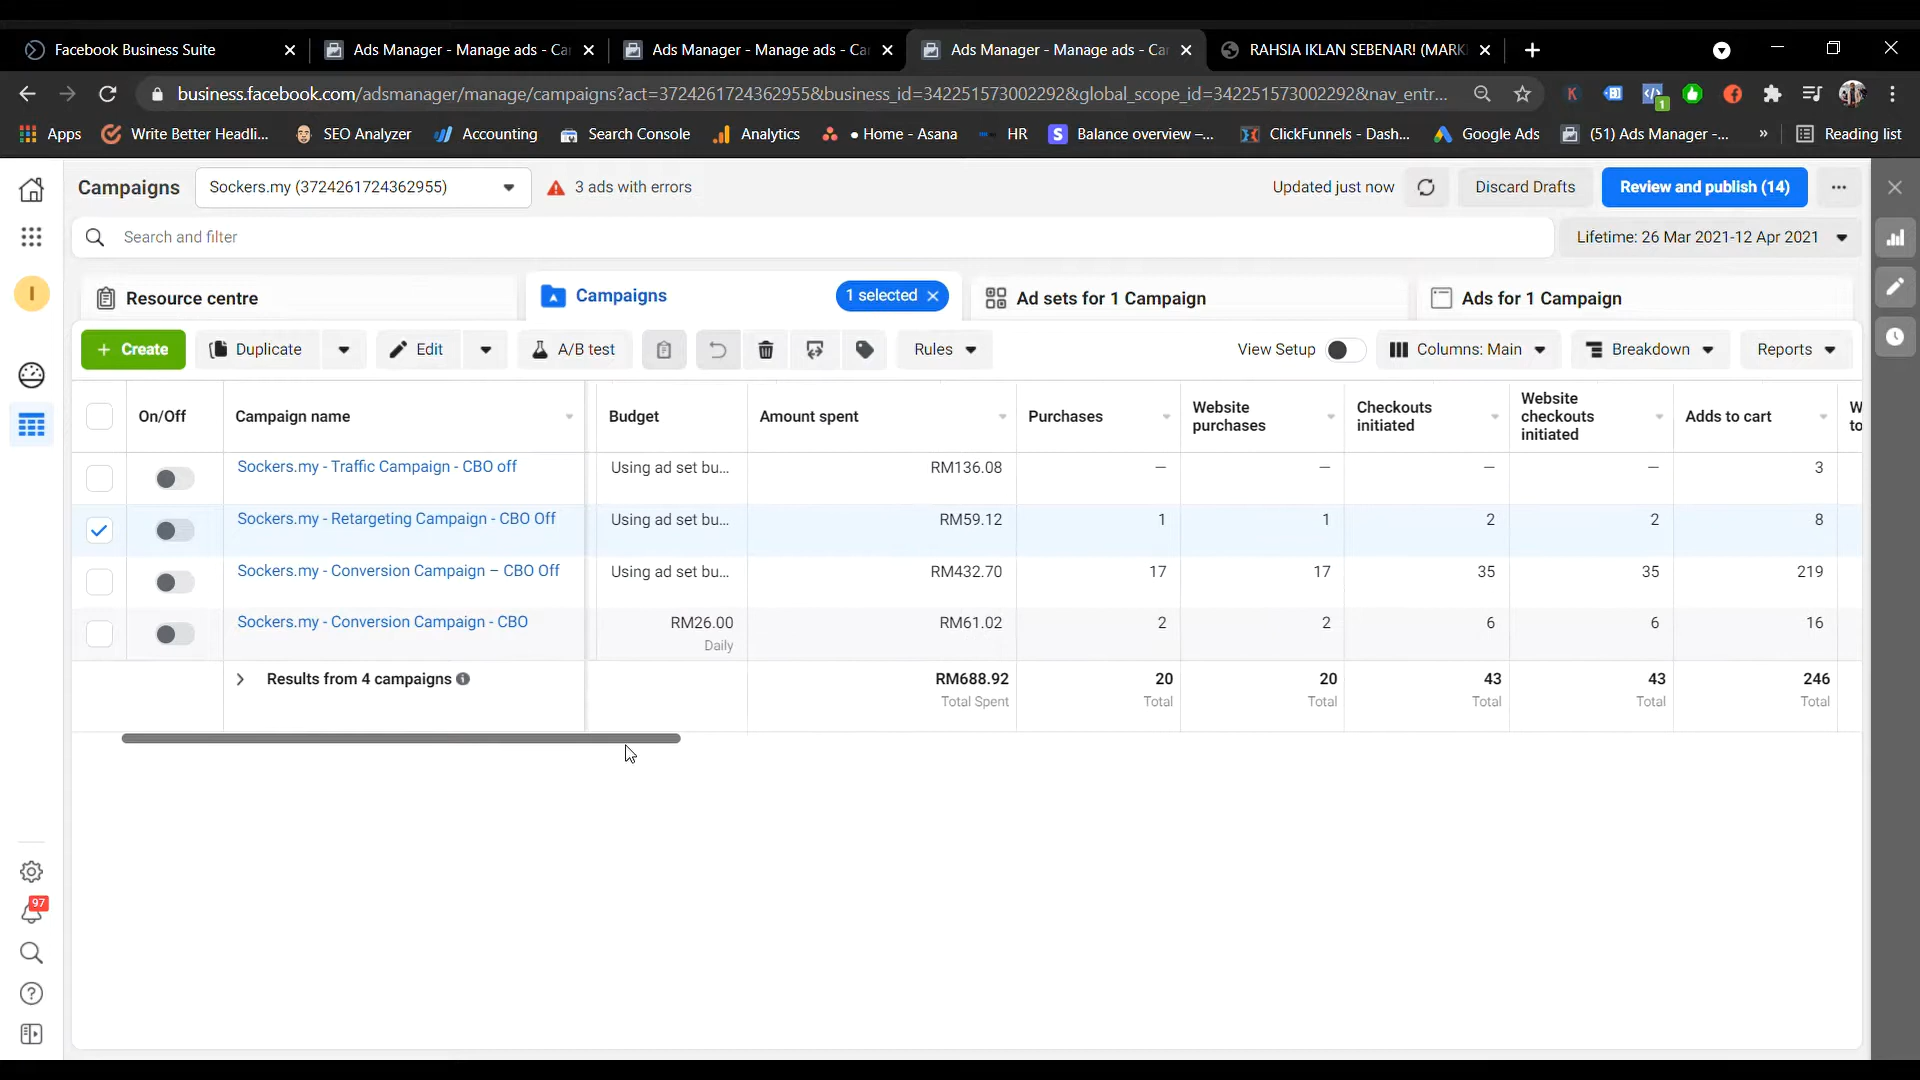 Facebook Business Suite
Ads Manager - Manage ads - Ca
Ads Manager - Manage ads - Ca
Ads Manager - Manage ads - Ca
RAHSIA IKLAN SEBENAR! (MARK
business.facebook.com/adsmanager/manage/campaigns?act=3724261724362955&business_id=342251573002292&global_scope_id=342251573002292&nav_entr...
K
1
Apps
Write Better Headli...
SEO Analyzer
Accounting
Search Console
Analytics
• Home - Asana
HR
S
Balance overview –...
ClickFunnels - Dash...
Google Ads
(51) Ads Manager -...
»
Reading list
Campaigns
Sockers.my (3724261724362955)
3 ads with errors
Updated just now
Discard Drafts
Review and publish (14)
Search and filter
Lifetime: 26 Mar 2021-12 Apr 2021
I
Resource centre
Campaigns
1 selected
Ad sets for 1 Campaign
Ads for 1 Campaign
+ Create
Duplicate
Edit
A/B test
Rules
View Setup
Columns: Main
Breakdown
Reports
On/Off
Campaign name
Budget
Amount spent
Purchases
Website purchases
Checkouts initiated
Website checkouts initiated
Adds to cart
W
to
Sockers.my - Traffic Campaign - CBO off
Using ad set bu...
RM136.08
—
—
—
—
3
Sockers.my - Retargeting Campaign - CBO Off
Using ad set bu...
RM59.12
1
1
2
2
8
Sockers.my - Conversion Campaign – CBO Off
Using ad set bu...
RM432.70
17
17
35
35
219
Sockers.my - Conversion Campaign - CBO
RM26.00
Daily
RM61.02
2
2
6
6
16
Results from 4 campaigns
RM688.92
Total Spent
20
Total
20
Total
43
Total
43
Total
246
Total
97